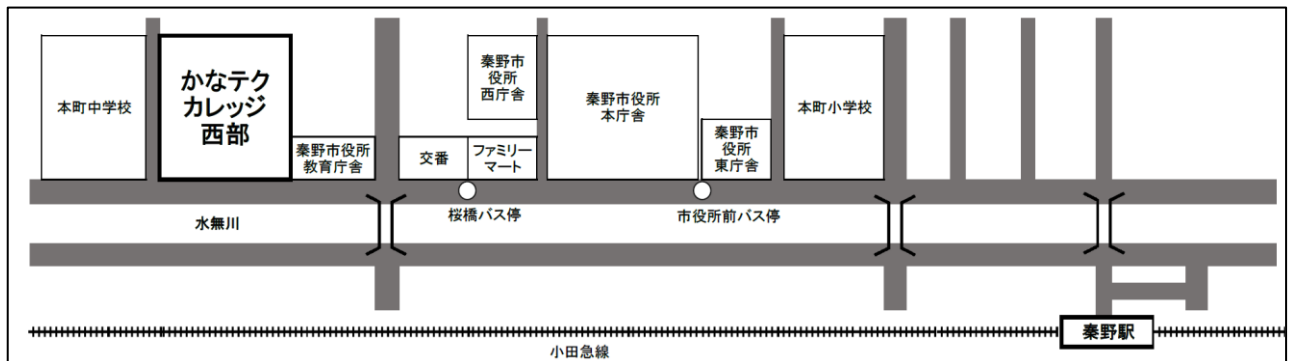 本町中学校
かなテク
カレッジ
西部
秦野市役所
教育庁舎
交番
ファミリー
マート
秦野市
役所
西庁舎
秦野市役所
本庁舎
秦野市
役所
東庁舎
本町小学校
水無川
桜橋バス停
市役所前バス停
秦野駅
小田急線